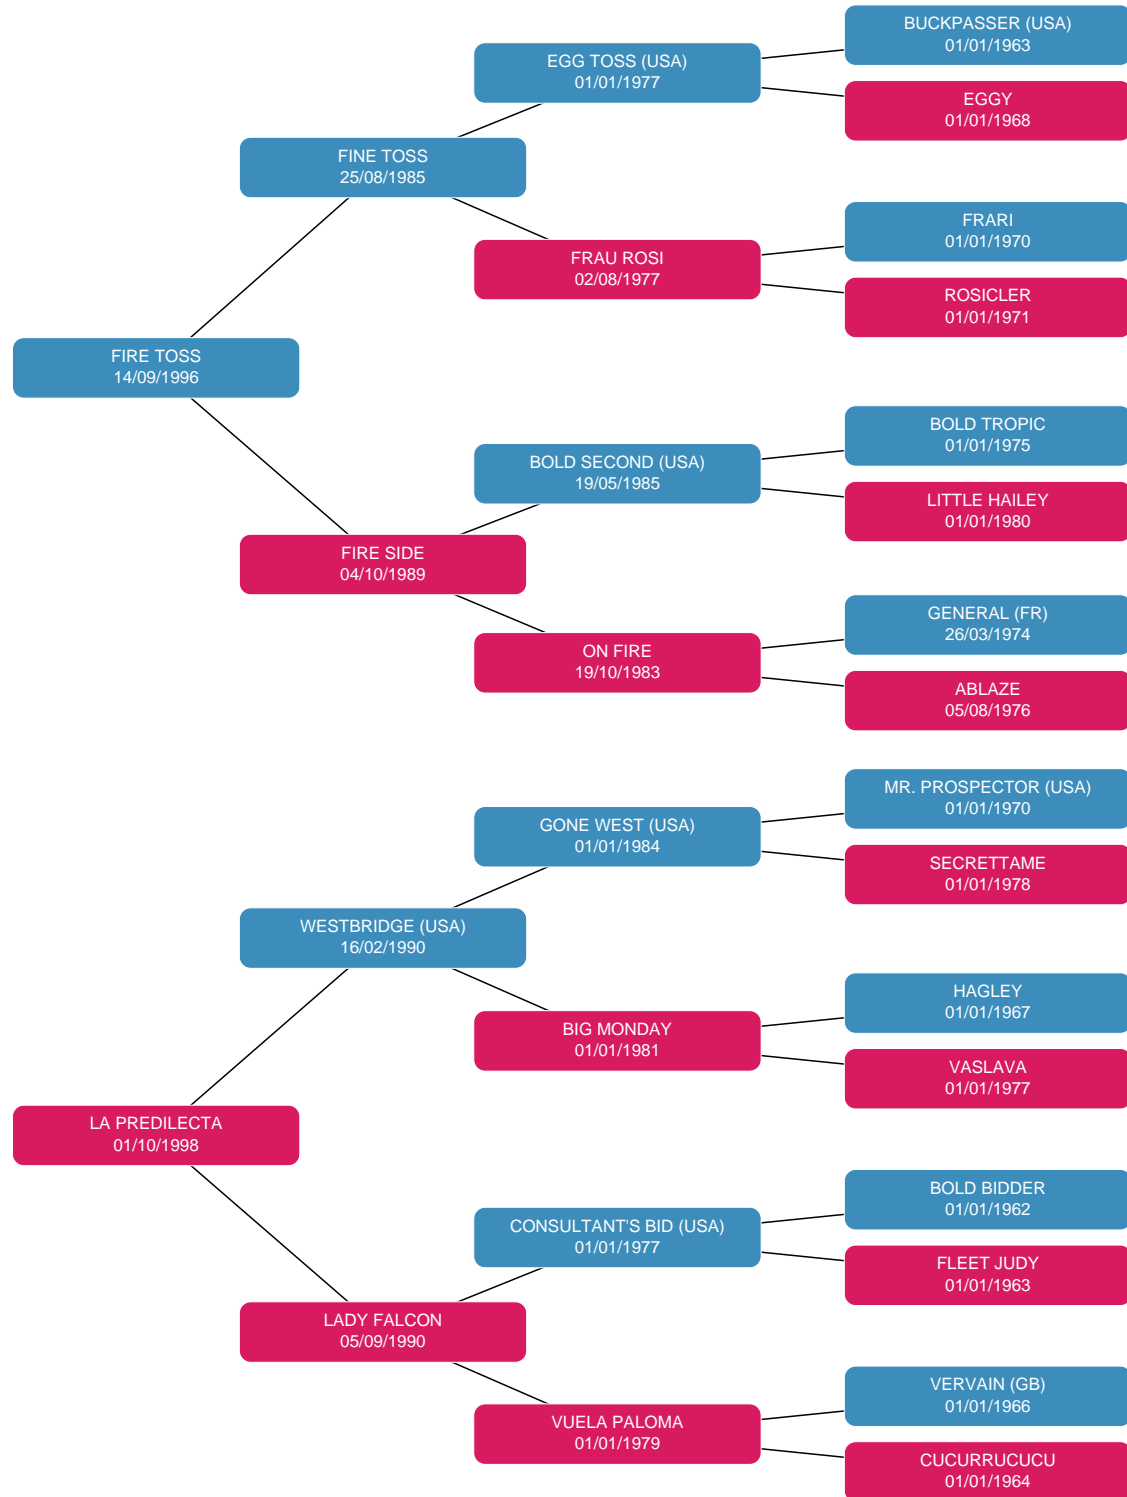 BUCKPASSER (USA)
01/01/1963
EGG TOSS (USA)
01/01/1977
EGGY
01/01/1968
FINE TOSS
25/08/1985
FRARI
01/01/1970
FRAU ROSI
02/08/1977
ROSICLER
01/01/1971
FIRE TOSS
14/09/1996
BOLD TROPIC
01/01/1975
BOLD SECOND (USA)
19/05/1985
LITTLE HAILEY
01/01/1980
FIRE SIDE
04/10/1989
GENERAL (FR)
26/03/1974
ON FIRE
19/10/1983
ABLAZE
05/08/1976
MR. PROSPECTOR (USA)
01/01/1970
GONE WEST (USA)
01/01/1984
SECRETTAME
01/01/1978
WESTBRIDGE (USA)
16/02/1990
HAGLEY
01/01/1967
BIG MONDAY
01/01/1981
VASLAVA
01/01/1977
LA PREDILECTA
01/10/1998
BOLD BIDDER
01/01/1962
CONSULTANT'S BID (USA)
01/01/1977
FLEET JUDY
01/01/1963
LADY FALCON
05/09/1990
VERVAIN (GB)
01/01/1966
VUELA PALOMA
01/01/1979
CUCURRUCUCU
01/01/1964